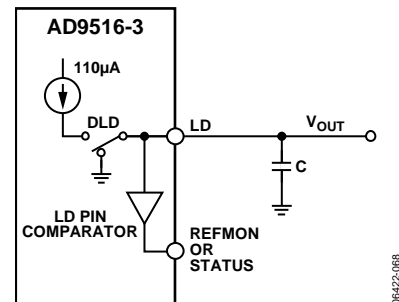 AD9516-3
110µA
DLD
LD
VOUT
C
LD PIN
COMPARATOR
REFMON
OR
STATUS
06422-068